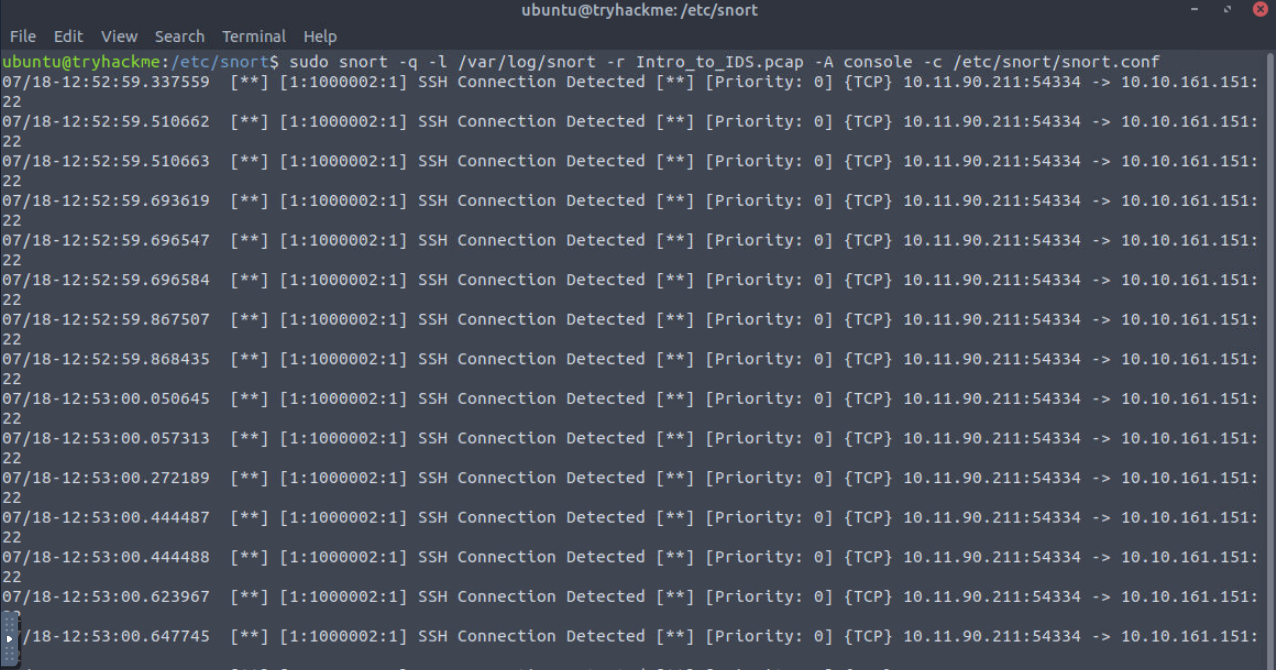 ubuntu@tryhackme: /etc/snort
File Edit View Search Terminal Help
ubuntu@tryhackme:/etc/snort$ sudo snort -q -l /var/log/snort -r Intro_to_IDS.pcap -A console -c /etc/snort/snort.conf
07/18-12:52:59.337559  [**] [1:1000002:1] SSH Connection Detected [**] [Priority: 0] {TCP} 10.11.90.211:54334 -> 10.10.161.151:
22
07/18-12:52:59.510662  [**] [1:1000002:1] SSH Connection Detected [**] [Priority: 0] {TCP} 10.11.90.211:54334 -> 10.10.161.151:
22
07/18-12:52:59.510663  [**] [1:1000002:1] SSH Connection Detected [**] [Priority: 0] {TCP} 10.11.90.211:54334 -> 10.10.161.151:
22
07/18-12:52:59.693619  [**] [1:1000002:1] SSH Connection Detected [**] [Priority: 0] {TCP} 10.11.90.211:54334 -> 10.10.161.151:
22
07/18-12:52:59.696547  [**] [1:1000002:1] SSH Connection Detected [**] [Priority: 0] {TCP} 10.11.90.211:54334 -> 10.10.161.151:
22
07/18-12:52:59.696584  [**] [1:1000002:1] SSH Connection Detected [**] [Priority: 0] {TCP} 10.11.90.211:54334 -> 10.10.161.151:
22
07/18-12:52:59.867507  [**] [1:1000002:1] SSH Connection Detected [**] [Priority: 0] {TCP} 10.11.90.211:54334 -> 10.10.161.151:
22
07/18-12:52:59.868435  [**] [1:1000002:1] SSH Connection Detected [**] [Priority: 0] {TCP} 10.11.90.211:54334 -> 10.10.161.151:
22
07/18-12:53:00.050645  [**] [1:1000002:1] SSH Connection Detected [**] [Priority: 0] {TCP} 10.11.90.211:54334 -> 10.10.161.151:
22
07/18-12:53:00.057313  [**] [1:1000002:1] SSH Connection Detected [**] [Priority: 0] {TCP} 10.11.90.211:54334 -> 10.10.161.151:
22
07/18-12:53:00.272189  [**] [1:1000002:1] SSH Connection Detected [**] [Priority: 0] {TCP} 10.11.90.211:54334 -> 10.10.161.151:
22
07/18-12:53:00.444487  [**] [1:1000002:1] SSH Connection Detected [**] [Priority: 0] {TCP} 10.11.90.211:54334 -> 10.10.161.151:
22
07/18-12:53:00.444488  [**] [1:1000002:1] SSH Connection Detected [**] [Priority: 0] {TCP} 10.11.90.211:54334 -> 10.10.161.151:
22
07/18-12:53:00.623967  [**] [1:1000002:1] SSH Connection Detected [**] [Priority: 0] {TCP} 10.11.90.211:54334 -> 10.10.161.151:
/18-12:53:00.647745  [**] [1:1000002:1] SSH Connection Detected [**] [Priority: 0] {TCP} 10.11.90.211:54334 -> 10.10.161.151: